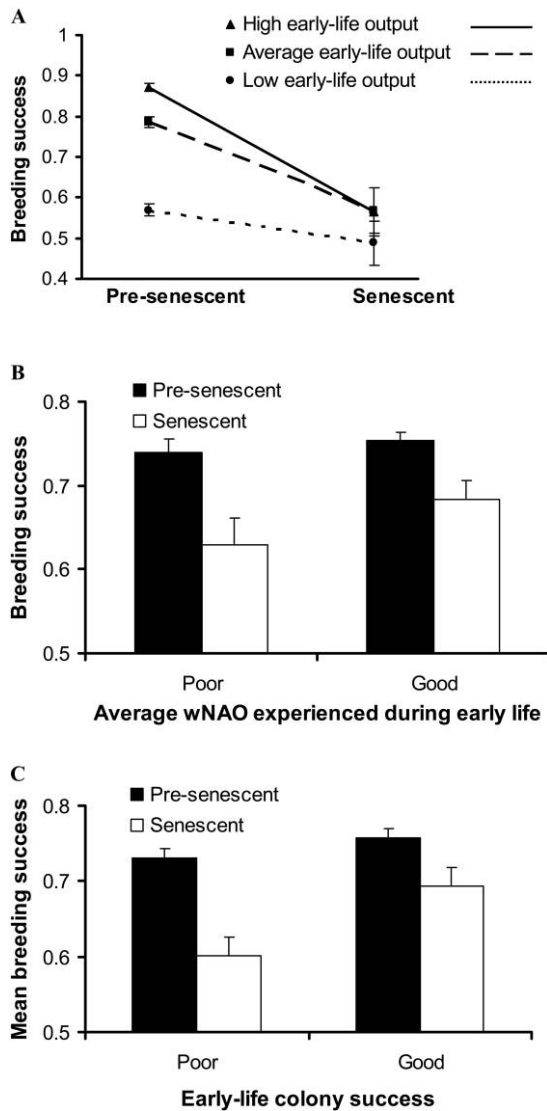 A
High early-life output
Average early-life output
Low early-life output
1
0.9
0.8
0.7
0.6
0.5
0.4
Breeding success
Pre-senescent Senescent
B
Pre-senescent
Senescent
0.8
0.7
0.6
0.5
Breeding success
Poor Good
Average wNAO experienced during early life
C
Pre-senescent
Senescent
0.8
0.7
0.6
0.5
Mean breeding success
Poor Good
Early-life colony success